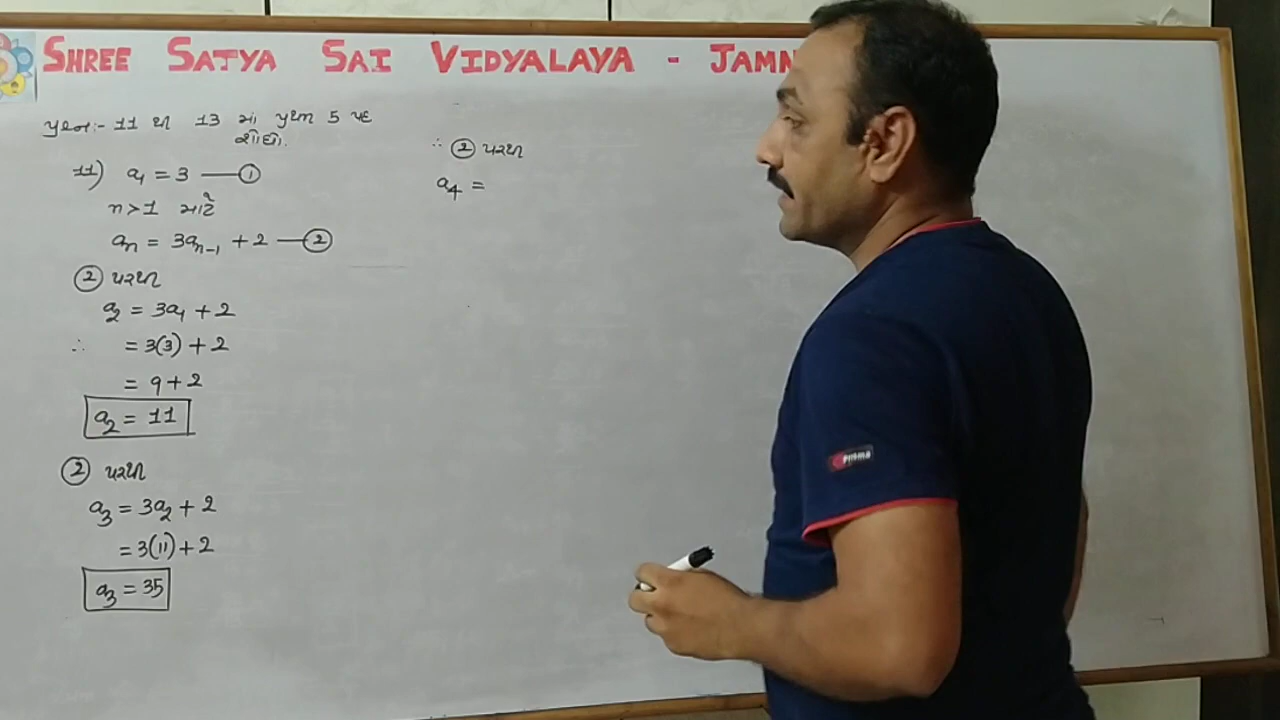 SHREE SATYA SAI VIDYALAYA - JAMN
પ્રશ્ન:- 11 થી 13 મા પ્રથમ 5 પદ
શોધો.
11) a₁ = 3 —①
n > 1 માટે
aₙ = 3aₙ₋₁ + 2 —②
② પરથી
a₂ = 3a₁ + 2
∴ = 3(3) + 2
= 9 + 2
a₂ = 11
② પરથી
a₃ = 3a₂ + 2
= 3(11) + 2
a₃ = 35
∴ ② પરથી
a₄ =
Prisma